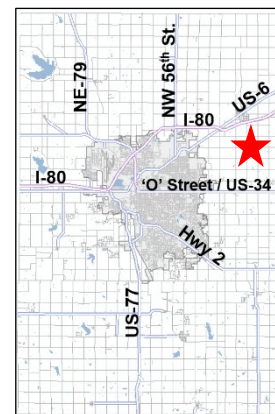 NE-79
NW 56th St.
US-6
I-80
I-80
'O' Street / US-34
Hwy 2
US-77